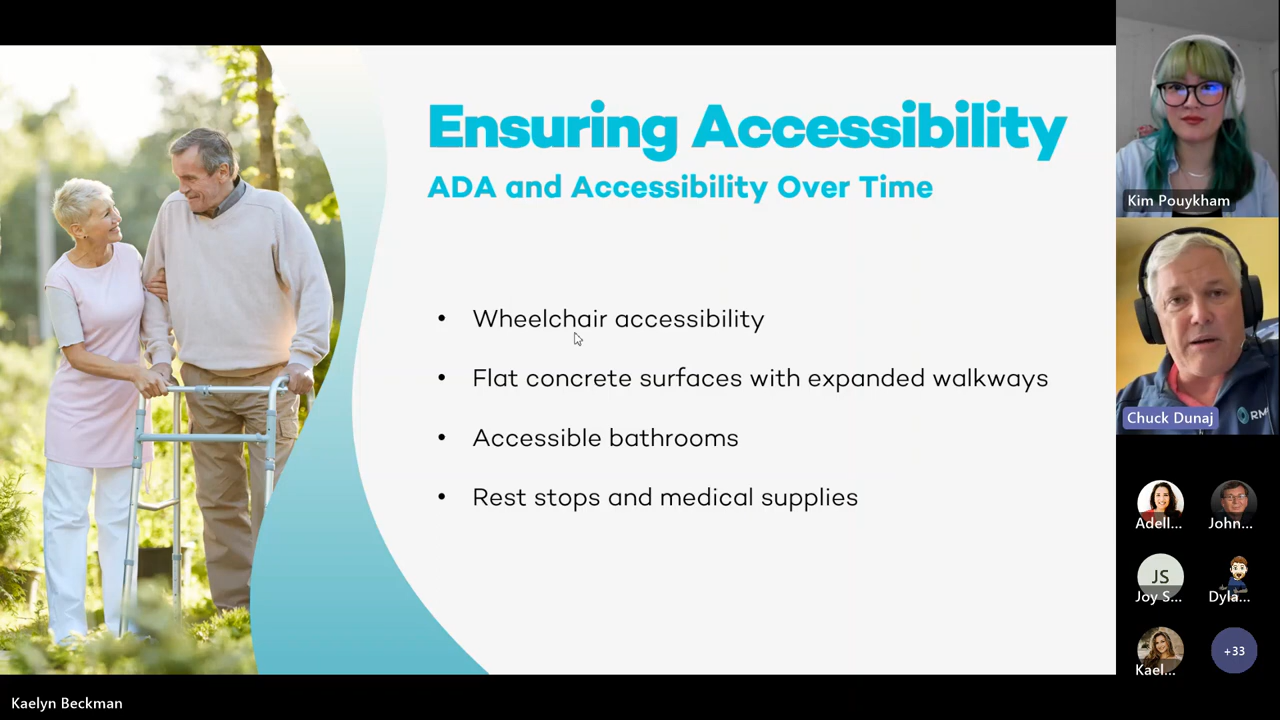 Ensuring Accessibility
ADA and Accessibility Over Time
• Wheelchair accessibility
• Flat concrete surfaces with expanded walkways
• Accessible bathrooms
• Rest stops and medical supplies
Kim Pouykham
RM
Chuck Dunaj
Adell...
John...
JS
Joy S...
Dyla...
Kael...
+33
Kaelyn Beckman